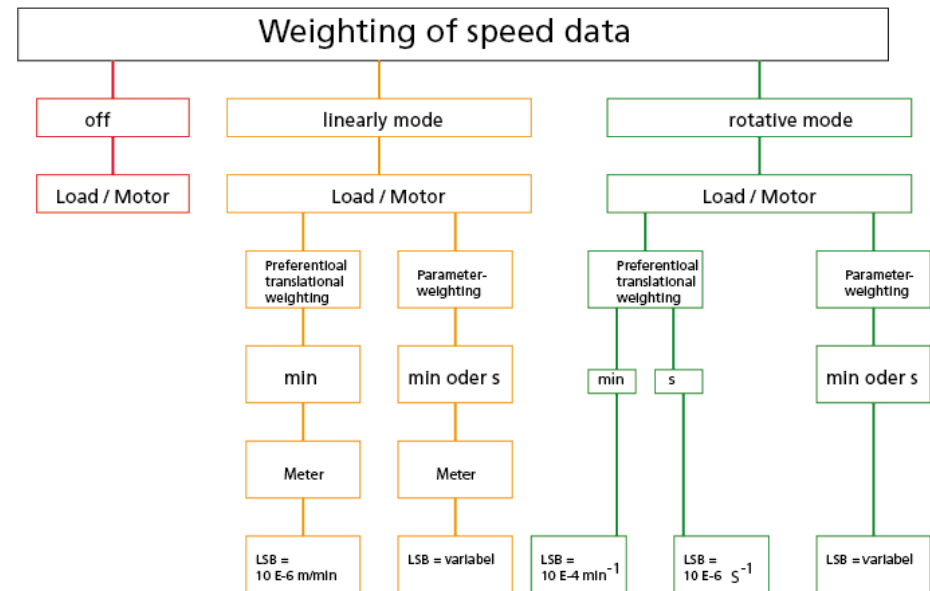 Weighting of speed data
off
linearly mode
rotative mode
Load / Motor
Load / Motor
Load / Motor
Preferentioal
translational
weighting
Parameter-
weighting
Preferentioal
translational
weighting
Parameter-
weighting
min
min oder s
min
s
min oder s
Meter
Meter
LSB =
10 E-6 m/min
LSB = variabel
LSB =
10 E-4 min⁻¹
LSB =
10 E-6 S⁻¹
LSB = variabel